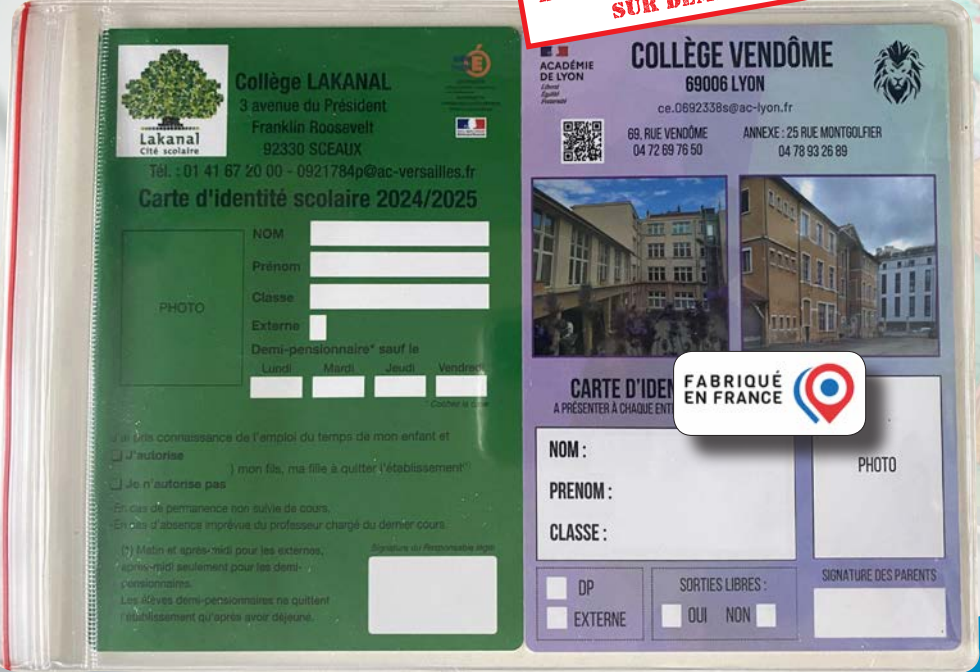 SUR
Lakanal
Cité scolaire
Collège LAKANAL
3 avenue du Président
Franklin Roosevelt
92330 SCEAUX
Tél. : 01 41 67 20 00 - 0921784p@ac-versailles.fr
Carte d'identité scolaire 2024/2025
NOM
Prénom
Classe
PHOTO
Externe
Demi-pensionnaire* sauf le
Lundi Mardi Jeudi Vendredi
* Cochez la case
J'ai pris connaissance de l'emploi du temps de mon enfant et
J'autorise
) mon fils, ma fille à quitter l'établissement⁽¹⁾
Je n'autorise pas
-En cas de permanence non suivie de cours.
-En cas d'absence imprévue du professeur chargé du dernier cours.
(1) Matin et après-midi pour les externes,
après-midi seulement pour les demi-
pensionnaires.
Les élèves demi-pensionnaires ne quittent
l'établissement qu'après avoir déjeuné.
Signature du Responsable légal
ACADÉMIE
DE LYON
Liberté
Égalité
Fraternité
COLLÈGE VENDÔME
69006 LYON
ce.0692338s@ac-lyon.fr
69, RUE VENDÔME
04 72 69 76 50
ANNEXE : 25 RUE MONTGOLFIER
04 78 93 26 89
CARTE D'IDEN
A PRÉSENTER À CHAQUE ENT
FABRIQUÉ
EN FRANCE
NOM :
PRENOM :
CLASSE :
PHOTO
DP
EXTERNE
SORTIES LIBRES :
OUI NON
SIGNATURE DES PARENTS